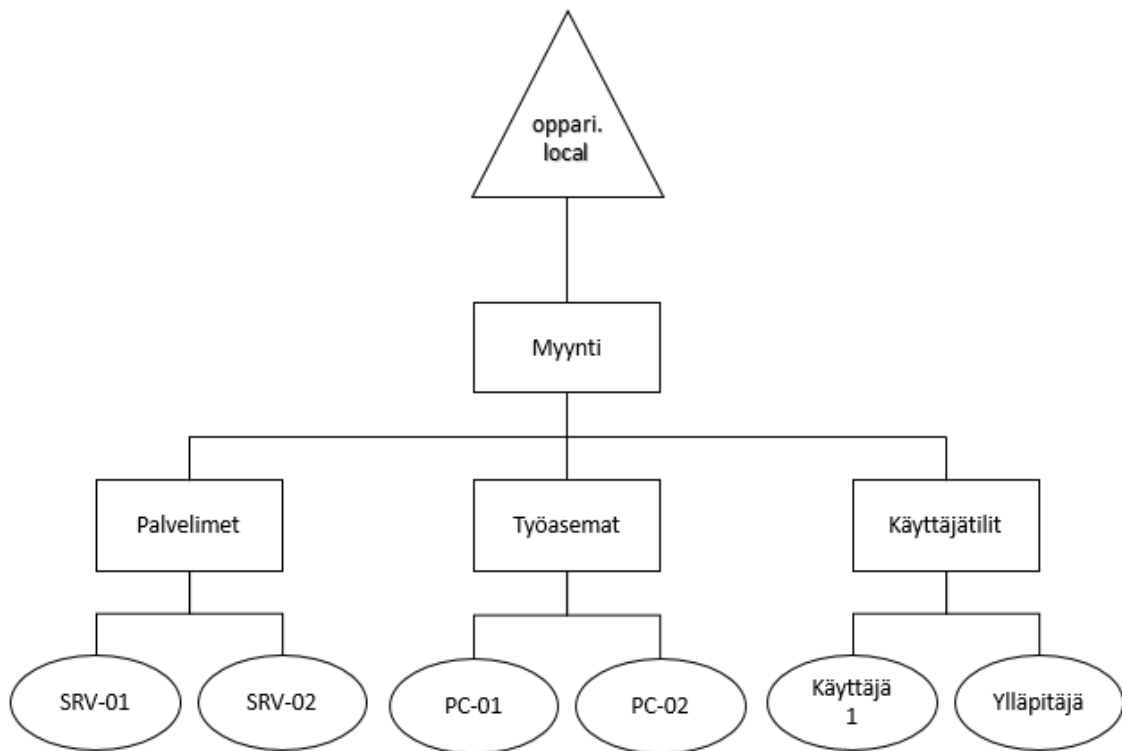 oppari.
local
Myynti
Palvelimet
Työasemat
Käyttäjätilit
SRV-01
SRV-02
PC-01
PC-02
Käyttäjä
1
Ylläpitäjä